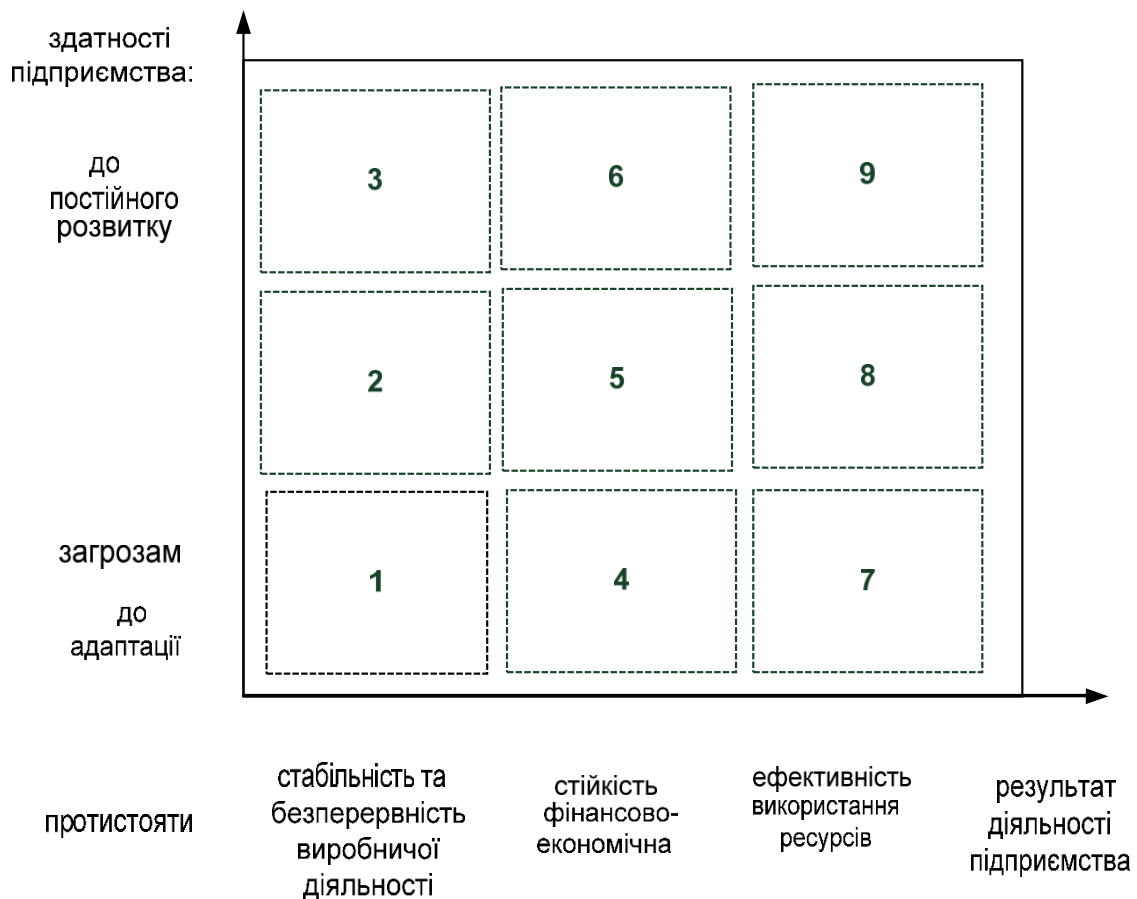 здатності
підприємства:
до
постійного
розвитку
3
6
9
2
5
8
загрозам
до
адаптації
1
4
7
протистояти
стабільність та
безперервність
виробничої
діяльності
стійкість
фінансово-
економічна
ефективність
використання
ресурсів
результат
діяльності
підприємства